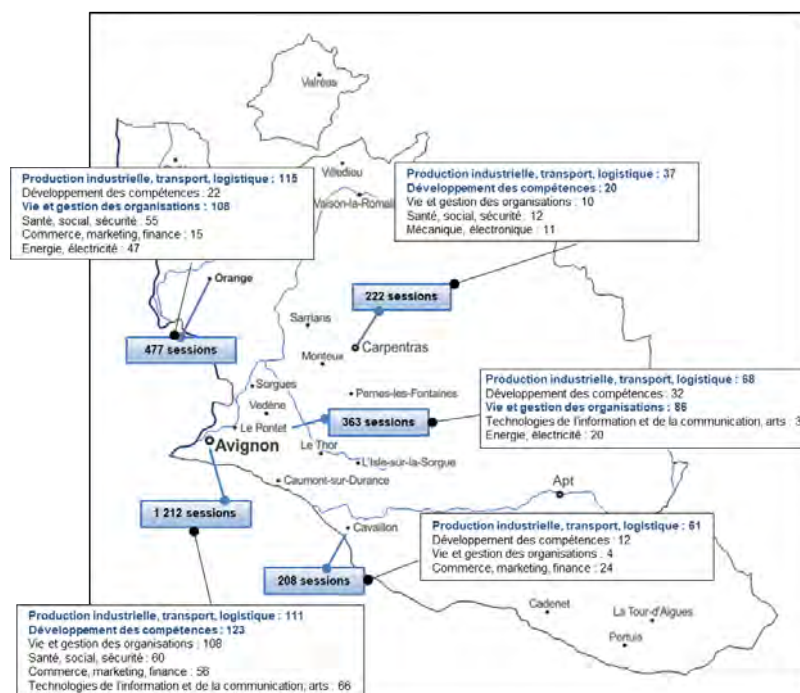 Valréas
Production industrielle, transport, logistique : 115
Développement des compétences : 22
Vie et gestion des organisations : 108
Santé, social, sécurité : 55
Commerce, marketing, finance : 15
Energie, électricité : 47
Villedieu
Vaison-la-Romai
Production industrielle, transport, logistique : 37
Développement des compétences : 20
Vie et gestion des organisations : 10
Santé, social, sécurité : 12
Mécanique, électronique : 11
Orange
222 sessions
Sarrians
477 sessions
Carpentras
Monteux
Sorgues
Pernes-les-Fontaines
Production industrielle, transport, logistique : 68
Développement des compétences : 32
Vie et gestion des organisations : 86
Technologies de l'information et de la communication, arts : 3
Energie, électricité : 20
Vedène
Le Pontet
363 sessions
Avignon
Le Thor
L'Isle-sur-la-Sorgue
Caumont-sur-Durance
Apt
1 212 sessions
Cavaillon
Production industrielle, transport, logistique : 61
Développement des compétences : 12
Vie et gestion des organisations : 4
Commerce, marketing, finance : 24
208 sessions
Cadenet
La Tour-d'Aigues
Pertuis
Production industrielle, transport, logistique : 111
Développement des compétences : 123
Vie et gestion des organisations : 108
Santé, social, sécurité : 60
Commerce, marketing, finance : 56
Technologies de l'information et de la communication, arts : 66